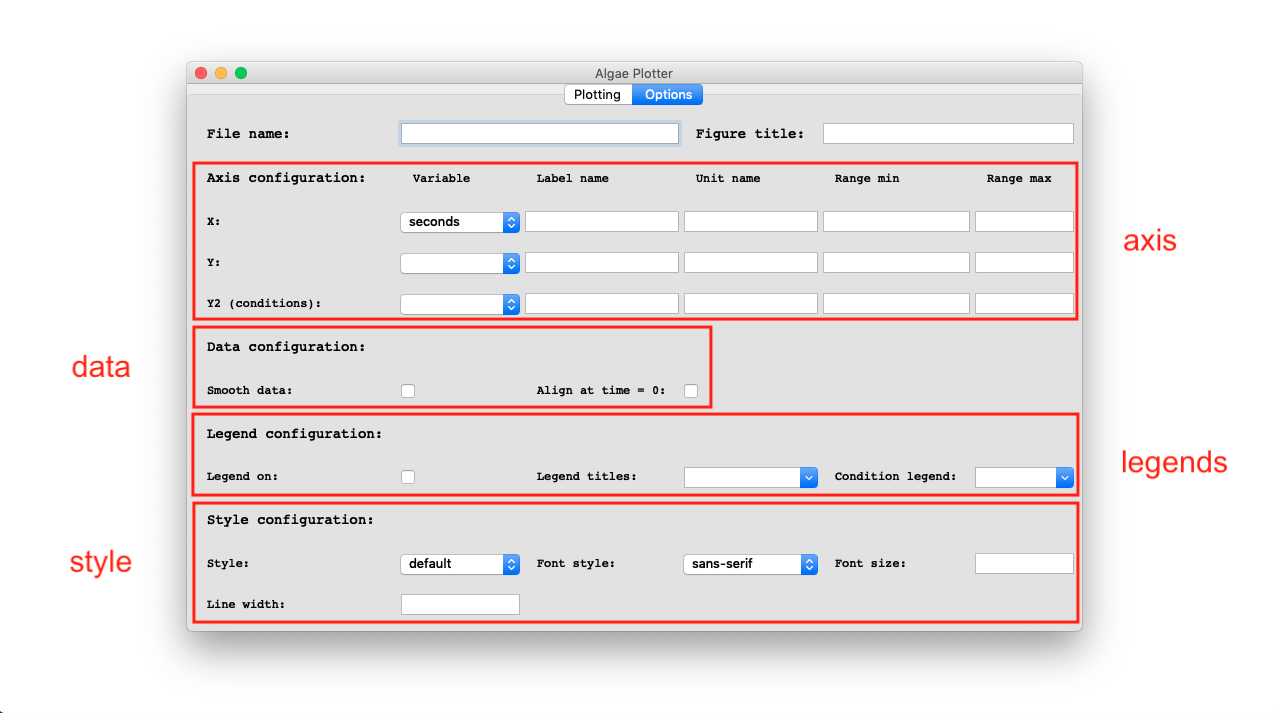 Algae Plotter
Plotting Options
File name: Figure title:
Axis configuration: Variable Label name Unit name Range min Range max
X: seconds
axis
Y:
Y2 (conditions):
Data configuration:
data
Smooth data: Align at time = 0:
Legend configuration:
legends
Legend on: Legend titles: Condition legend:
Style configuration:
style
Style: default Font style: sans-serif Font size:
Line width: